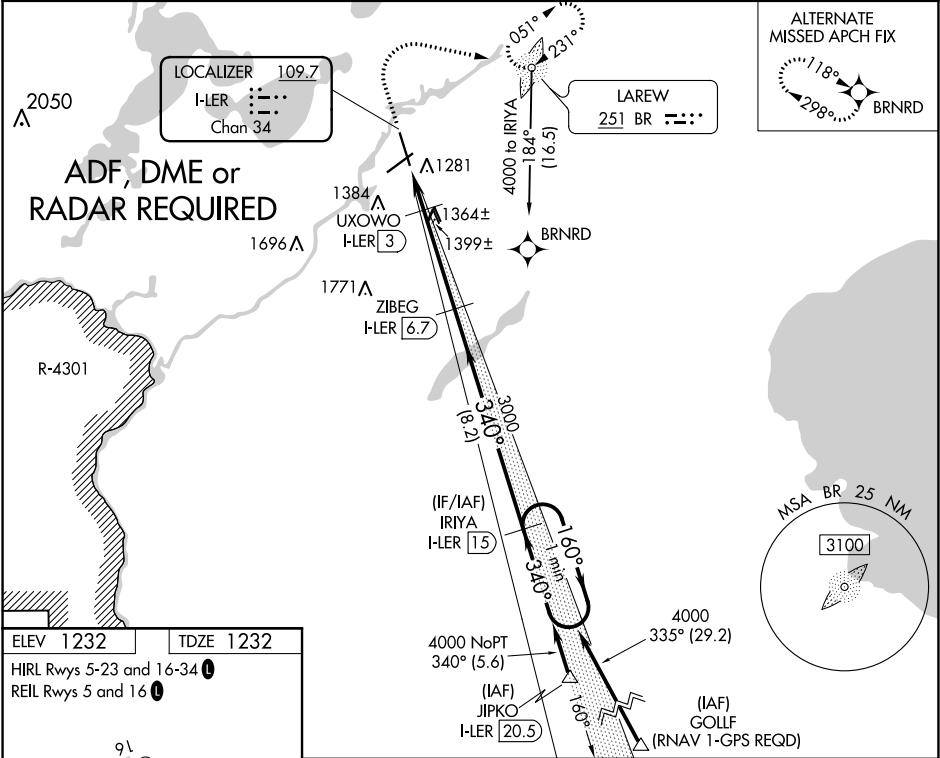 ALTERNATE
MISSED APCH FIX
118°
298°
BRNRD
051°
231°
LOCALIZER 109.7
I-LER
Chan 34
2050
LAREW
251 BR
4000 to IRIYA
184°
(16.5)
ADF, DME or
RADAR REQUIRED
1281
1384
UXOWO
I-LER 3
1364±
1399±
1696
BRNRD
1771
ZIBEG
I-LER 6.7
R-4301
3000
340°
(8.2)
(IF/IAF)
IRIYA
I-LER 15
160°
1 min
340°
MSA BR 25 NM
3100
4000
335° (29.2)
4000 NoPT
340° (5.6)
(IAF)
JIPKO
I-LER 20.5
160°
(IAF)
GOLLF
(RNAV 1-GPS REQD)
ELEV 1232
TDZE 1232
HIRL Rwys 5-23 and 16-34 L
REIL Rwys 5 and 16 L
16